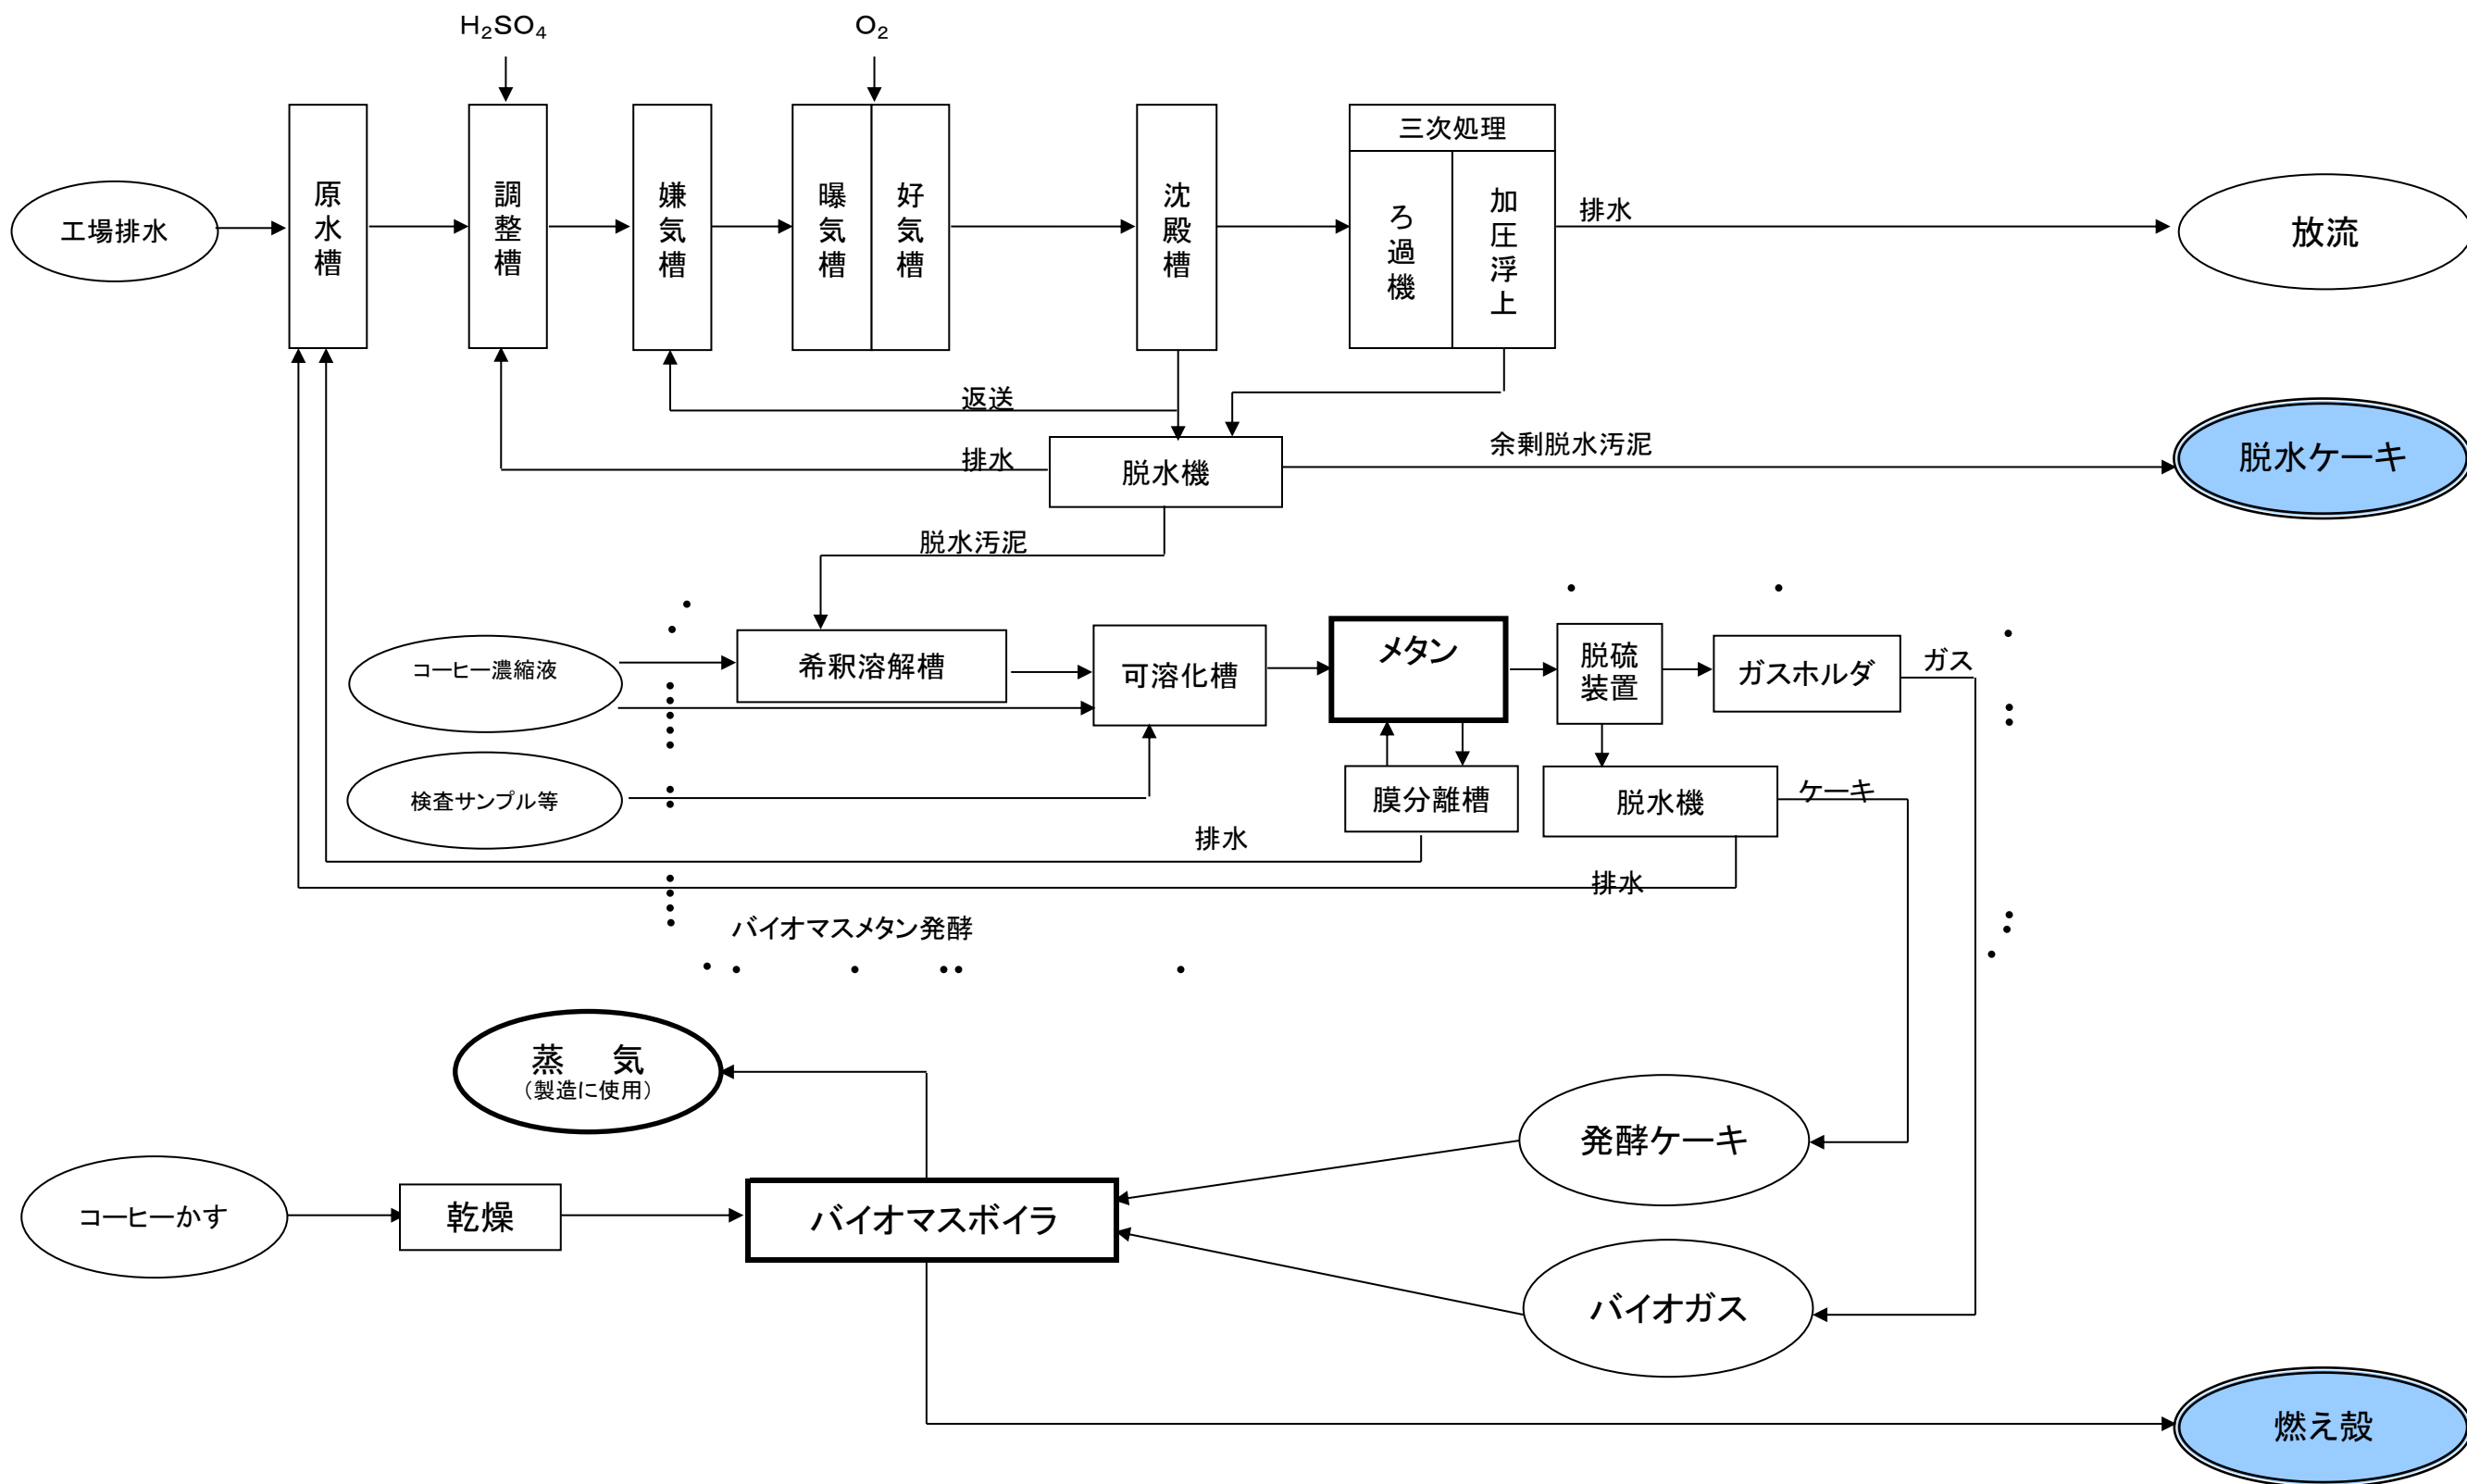 H₂SO₄
O₂
工場排水
原水槽
調整槽
嫌気槽
曝気槽
好気槽
沈殿槽
三次処理
ろ過機
加圧浮上
排水
放流
返送
排水
脱水機
余剰脱水汚泥
脱水ケーキ
脱水汚泥
コーヒー濃縮液
希釈溶解槽
可溶化槽
メタン
脱硫
装置
ガスホルダ
ガス
検査サンプル等
膜分離槽
脱水機
ケーキ
排水
排水
バイオマスメタン発酵
蒸 気
(製造に使用)
発酵ケーキ
コーヒーかす
乾燥
バイオマスボイラ
バイオガス
燃え殻